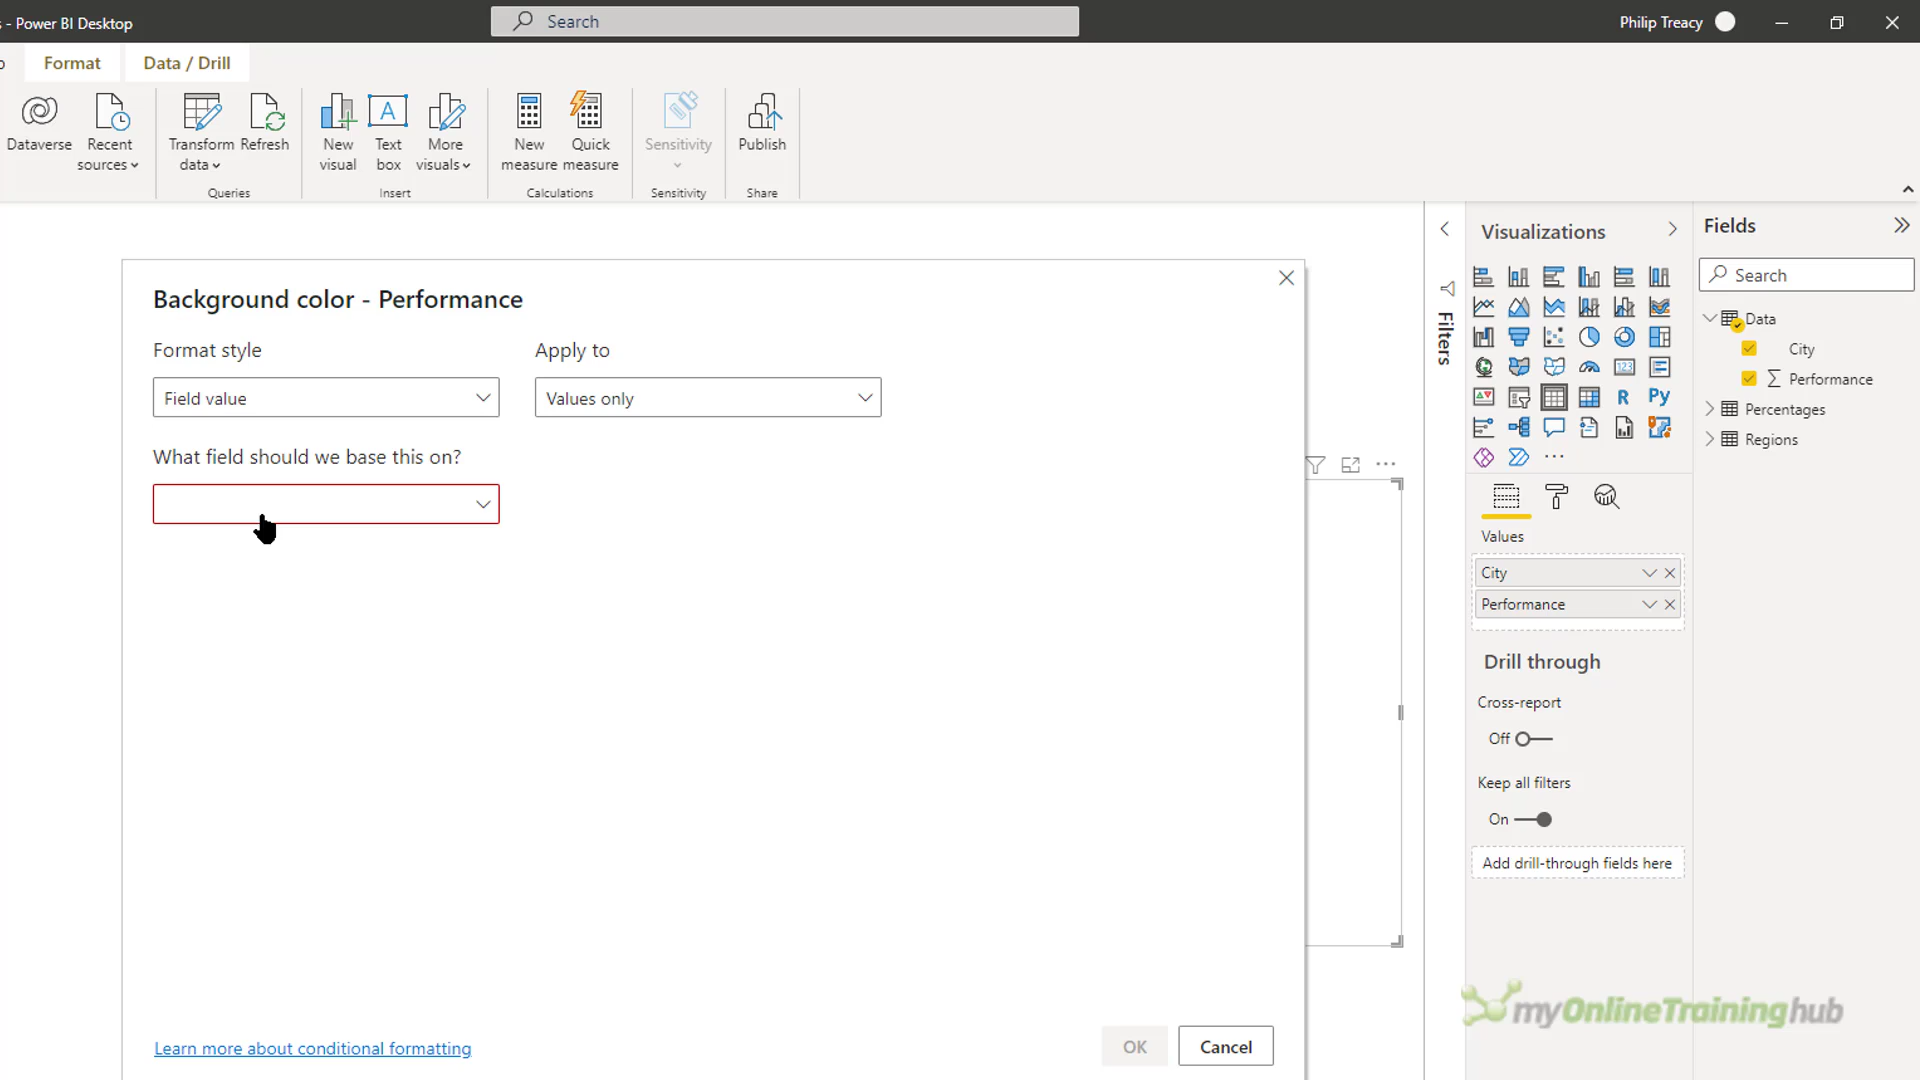 - Power BI Desktop
Search
Philip Treacy
Format
Data / Drill
Dataverse
Recent
sources
Transform
data
Refresh
Queries
New
visual
Text
box
More
visuals
Insert
New
measure
Quick
measure
Calculations
Sensitivity
Sensitivity
Publish
Share
Background color - Performance
Format style
Apply to
Field value
Values only
What field should we base this on?
Learn more about conditional formatting
OK
Cancel
Filters
Visualizations
123
R
Py
Values
City
Performance
Drill through
Cross-report
Off
Keep all filters
On
Add drill-through fields here
Fields
Search
Data
City
Performance
Percentages
Regions
myOnlineTraininghub